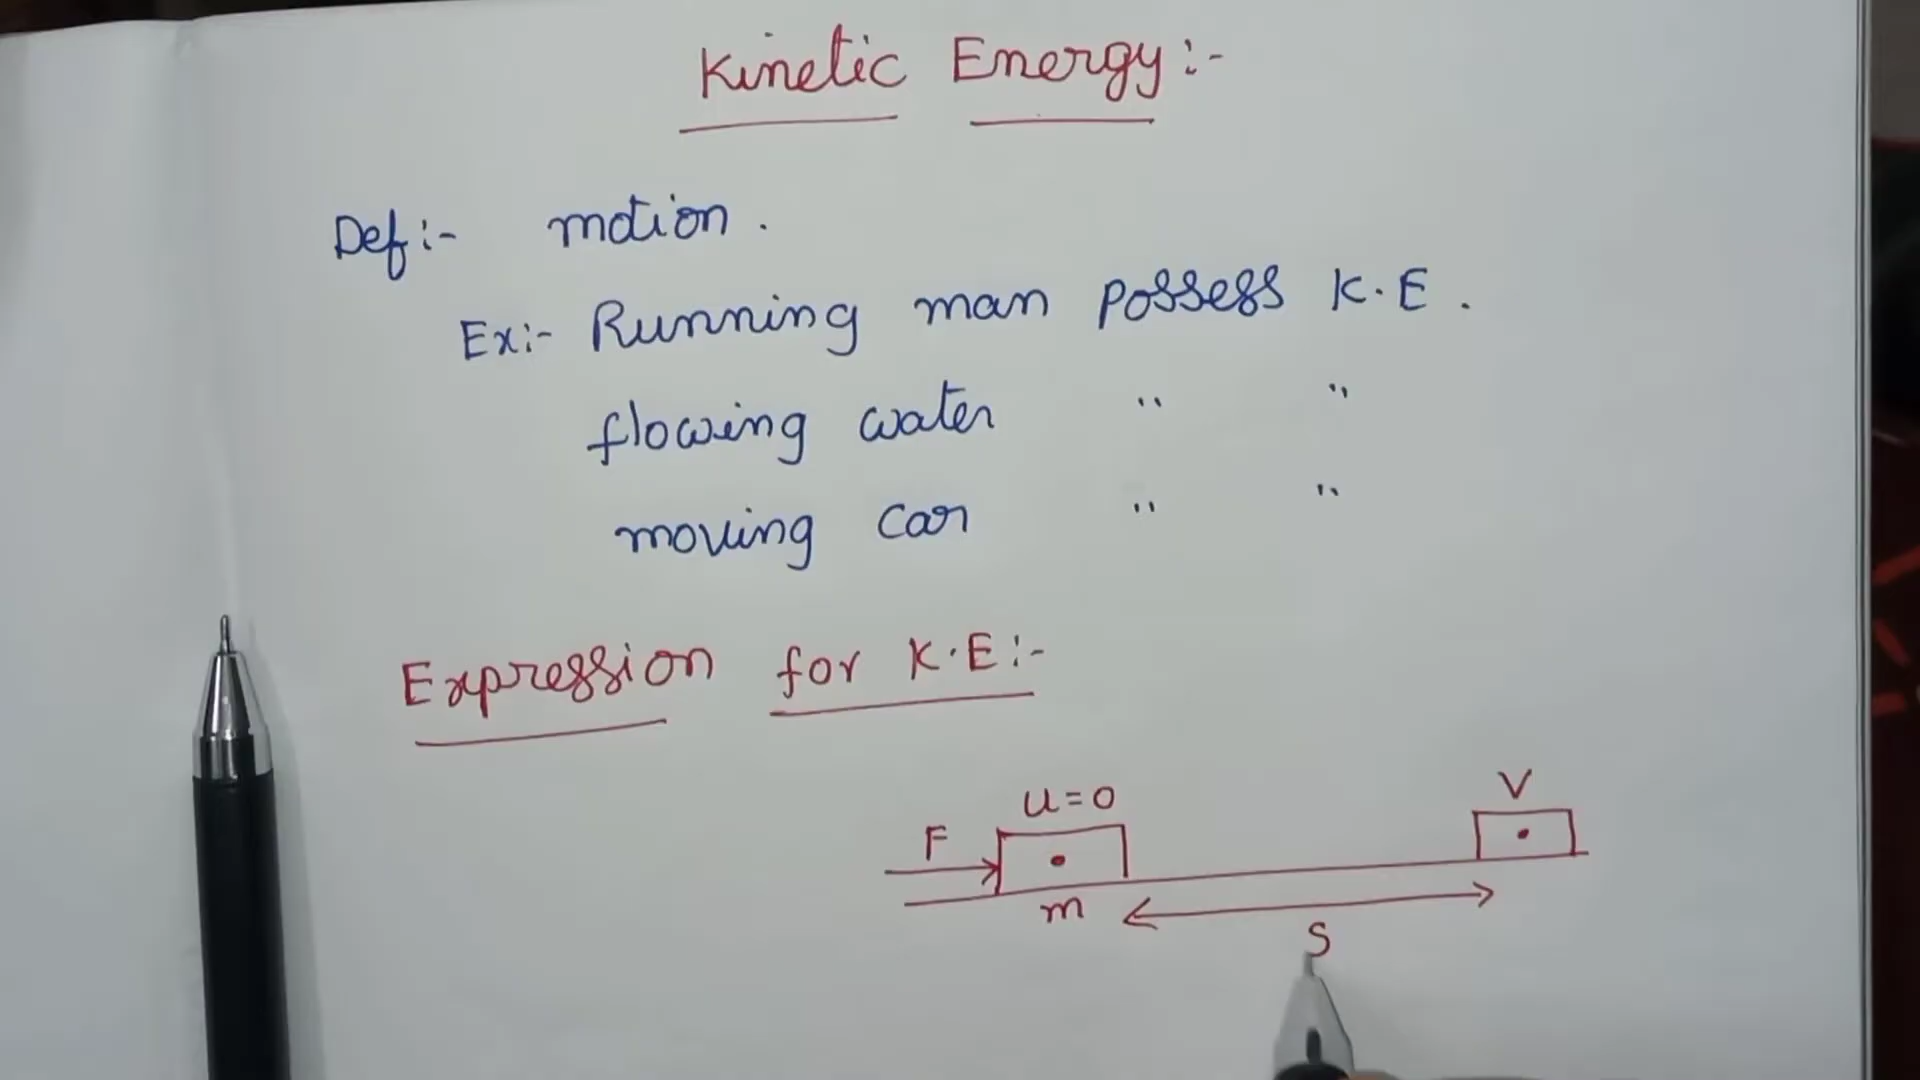 Kinetic Energy :-
Def :- motion.
Ex :- Running man possess K.E.
flowing water " "
moving car " "
Expression for K.E :-
u=0 V
F
m
S